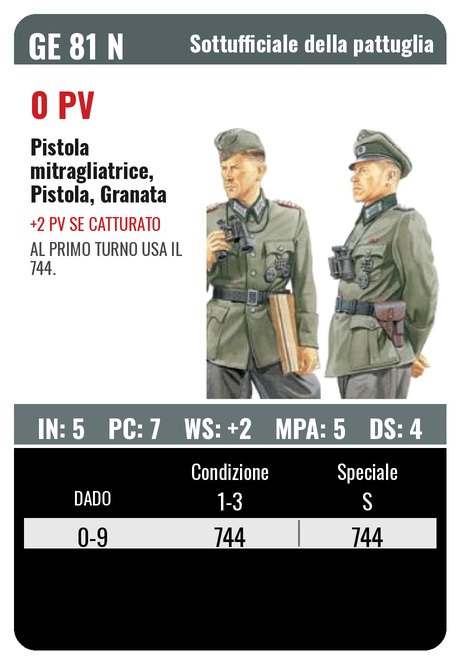 GE 81 N Sottufficiale della pattuglia
0 PV
Pistola
mitragliatrice,
Pistola, Granata
+2 PV SE CATTURATO
AL PRIMO TURNO USA IL
744.
IN: 5 PC: 7 WS: +2 MPA: 5 DS: 4
Condizione Speciale
DADO 1-3 S
0-9 744 744